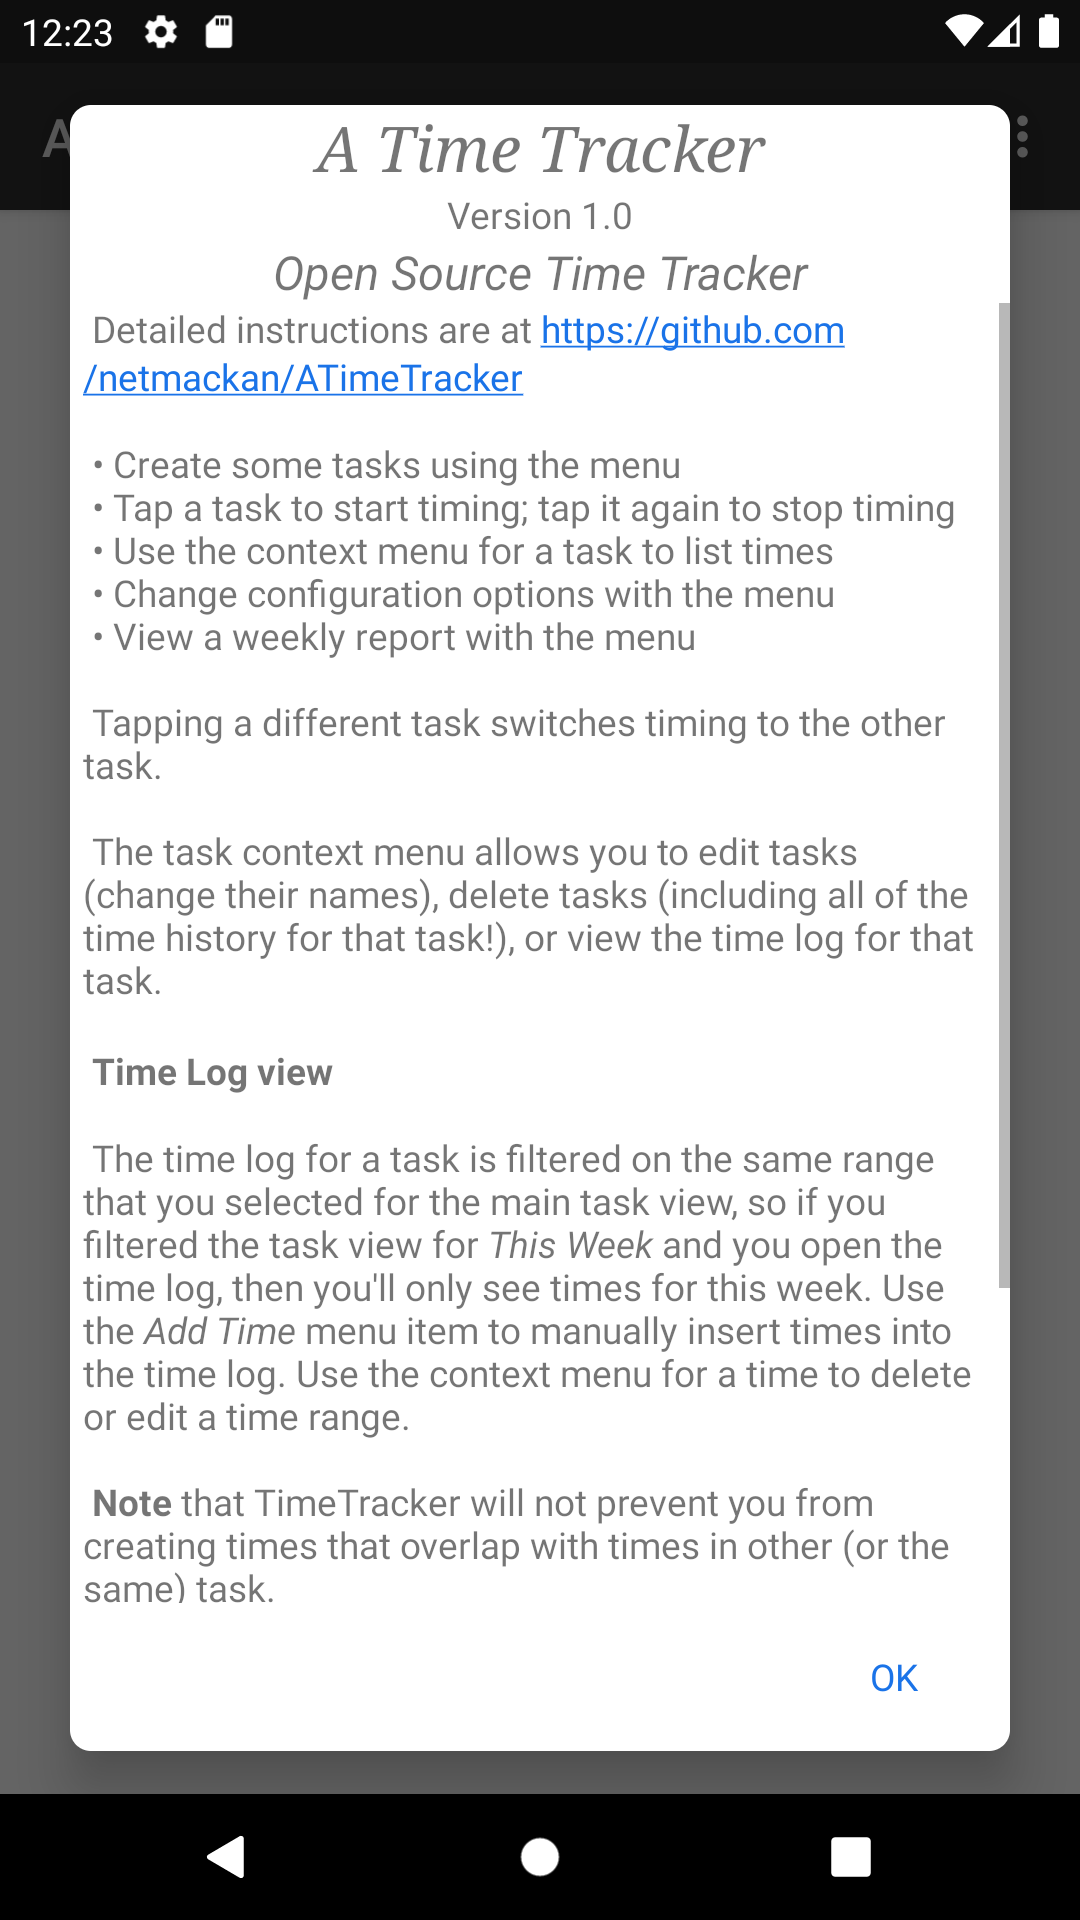 12:23
A
A Time Tracker
Version 1.0
Open Source Time Tracker
Detailed instructions are at https://github.com
/netmackan/ATimeTracker
• Create some tasks using the menu
• Tap a task to start timing; tap it again to stop timing
• Use the context menu for a task to list times
• Change configuration options with the menu
• View a weekly report with the menu
Tapping a different task switches timing to the other
task.
The task context menu allows you to edit tasks
(change their names), delete tasks (including all of the
time history for that task!), or view the time log for that
task.
Time Log view
The time log for a task is filtered on the same range
that you selected for the main task view, so if you
filtered the task view for This Week and you open the
time log, then you'll only see times for this week. Use
the Add Time menu item to manually insert times into
the time log. Use the context menu for a time to delete
or edit a time range.
Note that TimeTracker will not prevent you from
creating times that overlap with times in other (or the
same) task.
OK